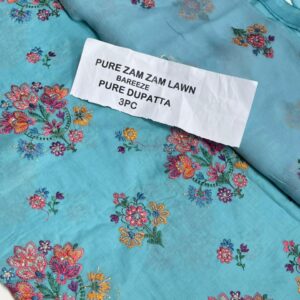 PURE ZAM ZAM LAWN
BAREEZE
PURE DUPATTA
3PC